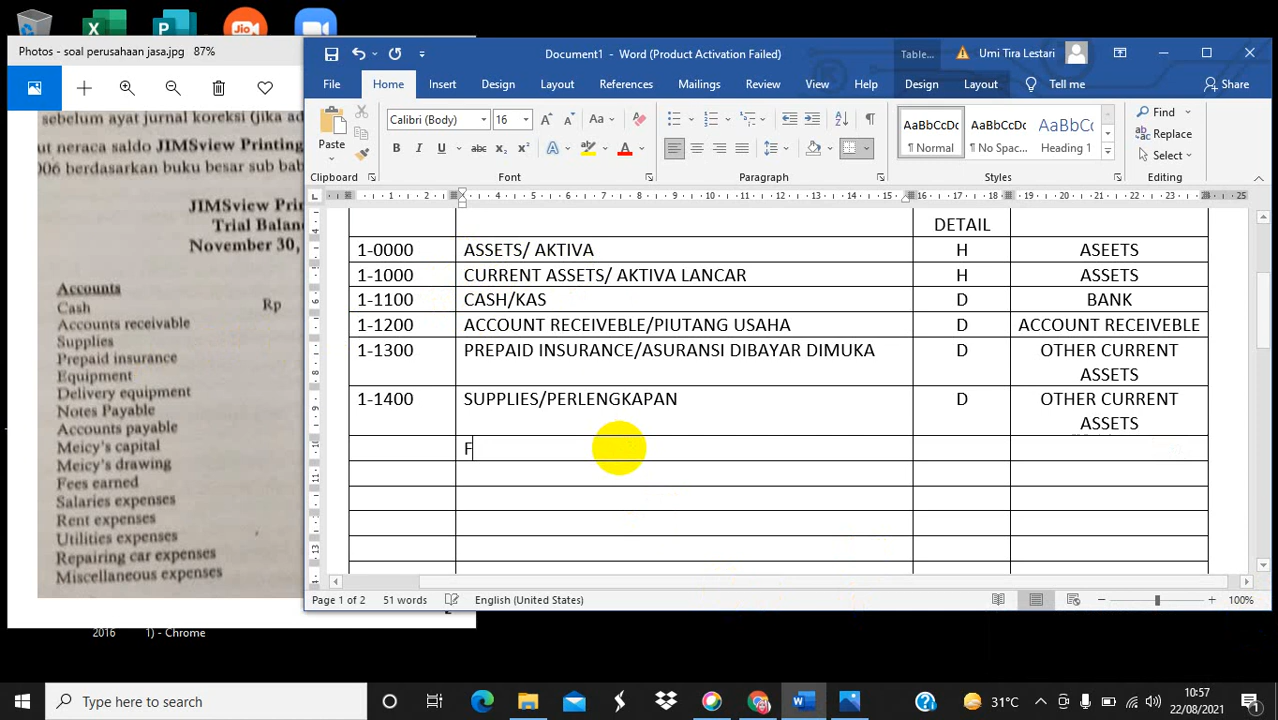 Photos - soal perusahaan jasa.jpg 87%
sebelum ayat jurnal koreksi (jika ad
ut neraca saldo JIMSview Printing
006 berdasarkan buku besar sub bab
JIMSview Prin
Trial Balanc
November 30,
Accounts
Cash Rp
Accounts receivable
Supplies
Prepaid insurance
Equipment
Delivery equipment
Notes Payable
Accounts payable
Meicy's capital
Meicy's drawing
Fees earned
Salaries expenses
Rent expenses
Utilities expenses
Repairing car expenses
Miscellaneous expenses
2016 1) - Chrome
Document1 - Word (Product Activation Failed)
Table...
Umi Tira Lestari
File Home Insert Design Layout References Mailings Review View Help Design Layout Tell me Share
Paste
Calibri (Body) 16
Clipboard Font Paragraph Styles Editing
AaBbCcDc AaBbCcDc AaBbCc
¶ Normal ¶ No Spac... Heading 1
Find
Replace
Select
DETAIL
1-0000 ASSETS/ AKTIVA H ASEETS
1-1000 CURRENT ASSETS/ AKTIVA LANCAR H ASSETS
1-1100 CASH/KAS D BANK
1-1200 ACCOUNT RECEIVEBLE/PIUTANG USAHA D ACCOUNT RECEIVEBLE
1-1300 PREPAID INSURANCE/ASURANSI DIBAYAR DIMUKA D OTHER CURRENT
ASSETS
1-1400 SUPPLIES/PERLENGKAPAN D OTHER CURRENT
ASSETS
F
Page 1 of 2 51 words English (United States) 100%
Type here to search
31°C
10:57
22/08/2021